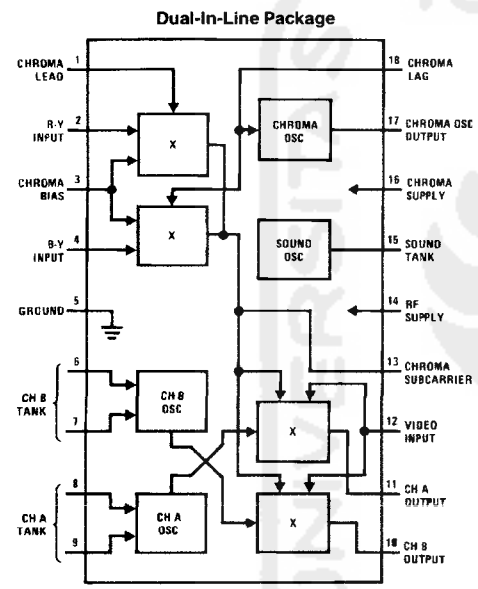 Dual-In-Line Package
1
CHROMA
LEAD
2
R-Y
INPUT
3
CHROMA
BIAS
4
B-Y
INPUT
5
GROUND
6
CH B
TANK
7
8
CH A
TANK
9
X
X
CHROMA
OSC
SOUND
OSC
CH B
OSC
CH A
OSC
X
X
18
CHROMA
LAG
17
CHROMA OSC
OUTPUT
16
CHROMA
SUPPLY
15
SOUND
TANK
14
RF
SUPPLY
13
CHROMA
SUBCARRIER
12
VIDEO
INPUT
11
CH A
OUTPUT
10
CH B
OUTPUT